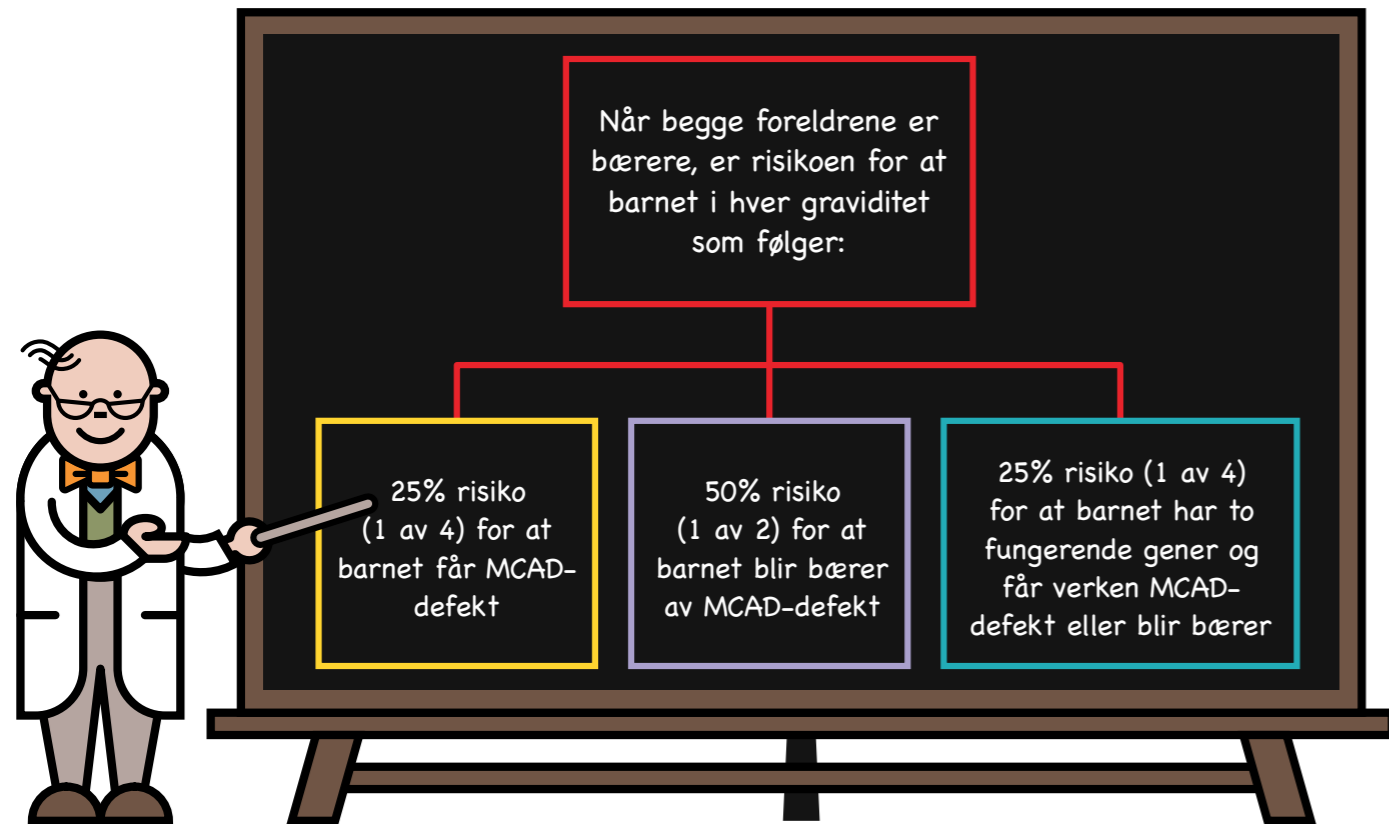 Når begge foreldrene er
bærere, er risikoen for at
barnet i hver graviditet
som følger:
25% risiko
(1 av 4) for at
barnet får MCAD-
defekt
50% risiko
(1 av 2) for at
barnet blir bærer
av MCAD-defekt
25% risiko (1 av 4)
for at barnet har to
fungerende gener og
får verken MCAD-
defekt eller blir bærer